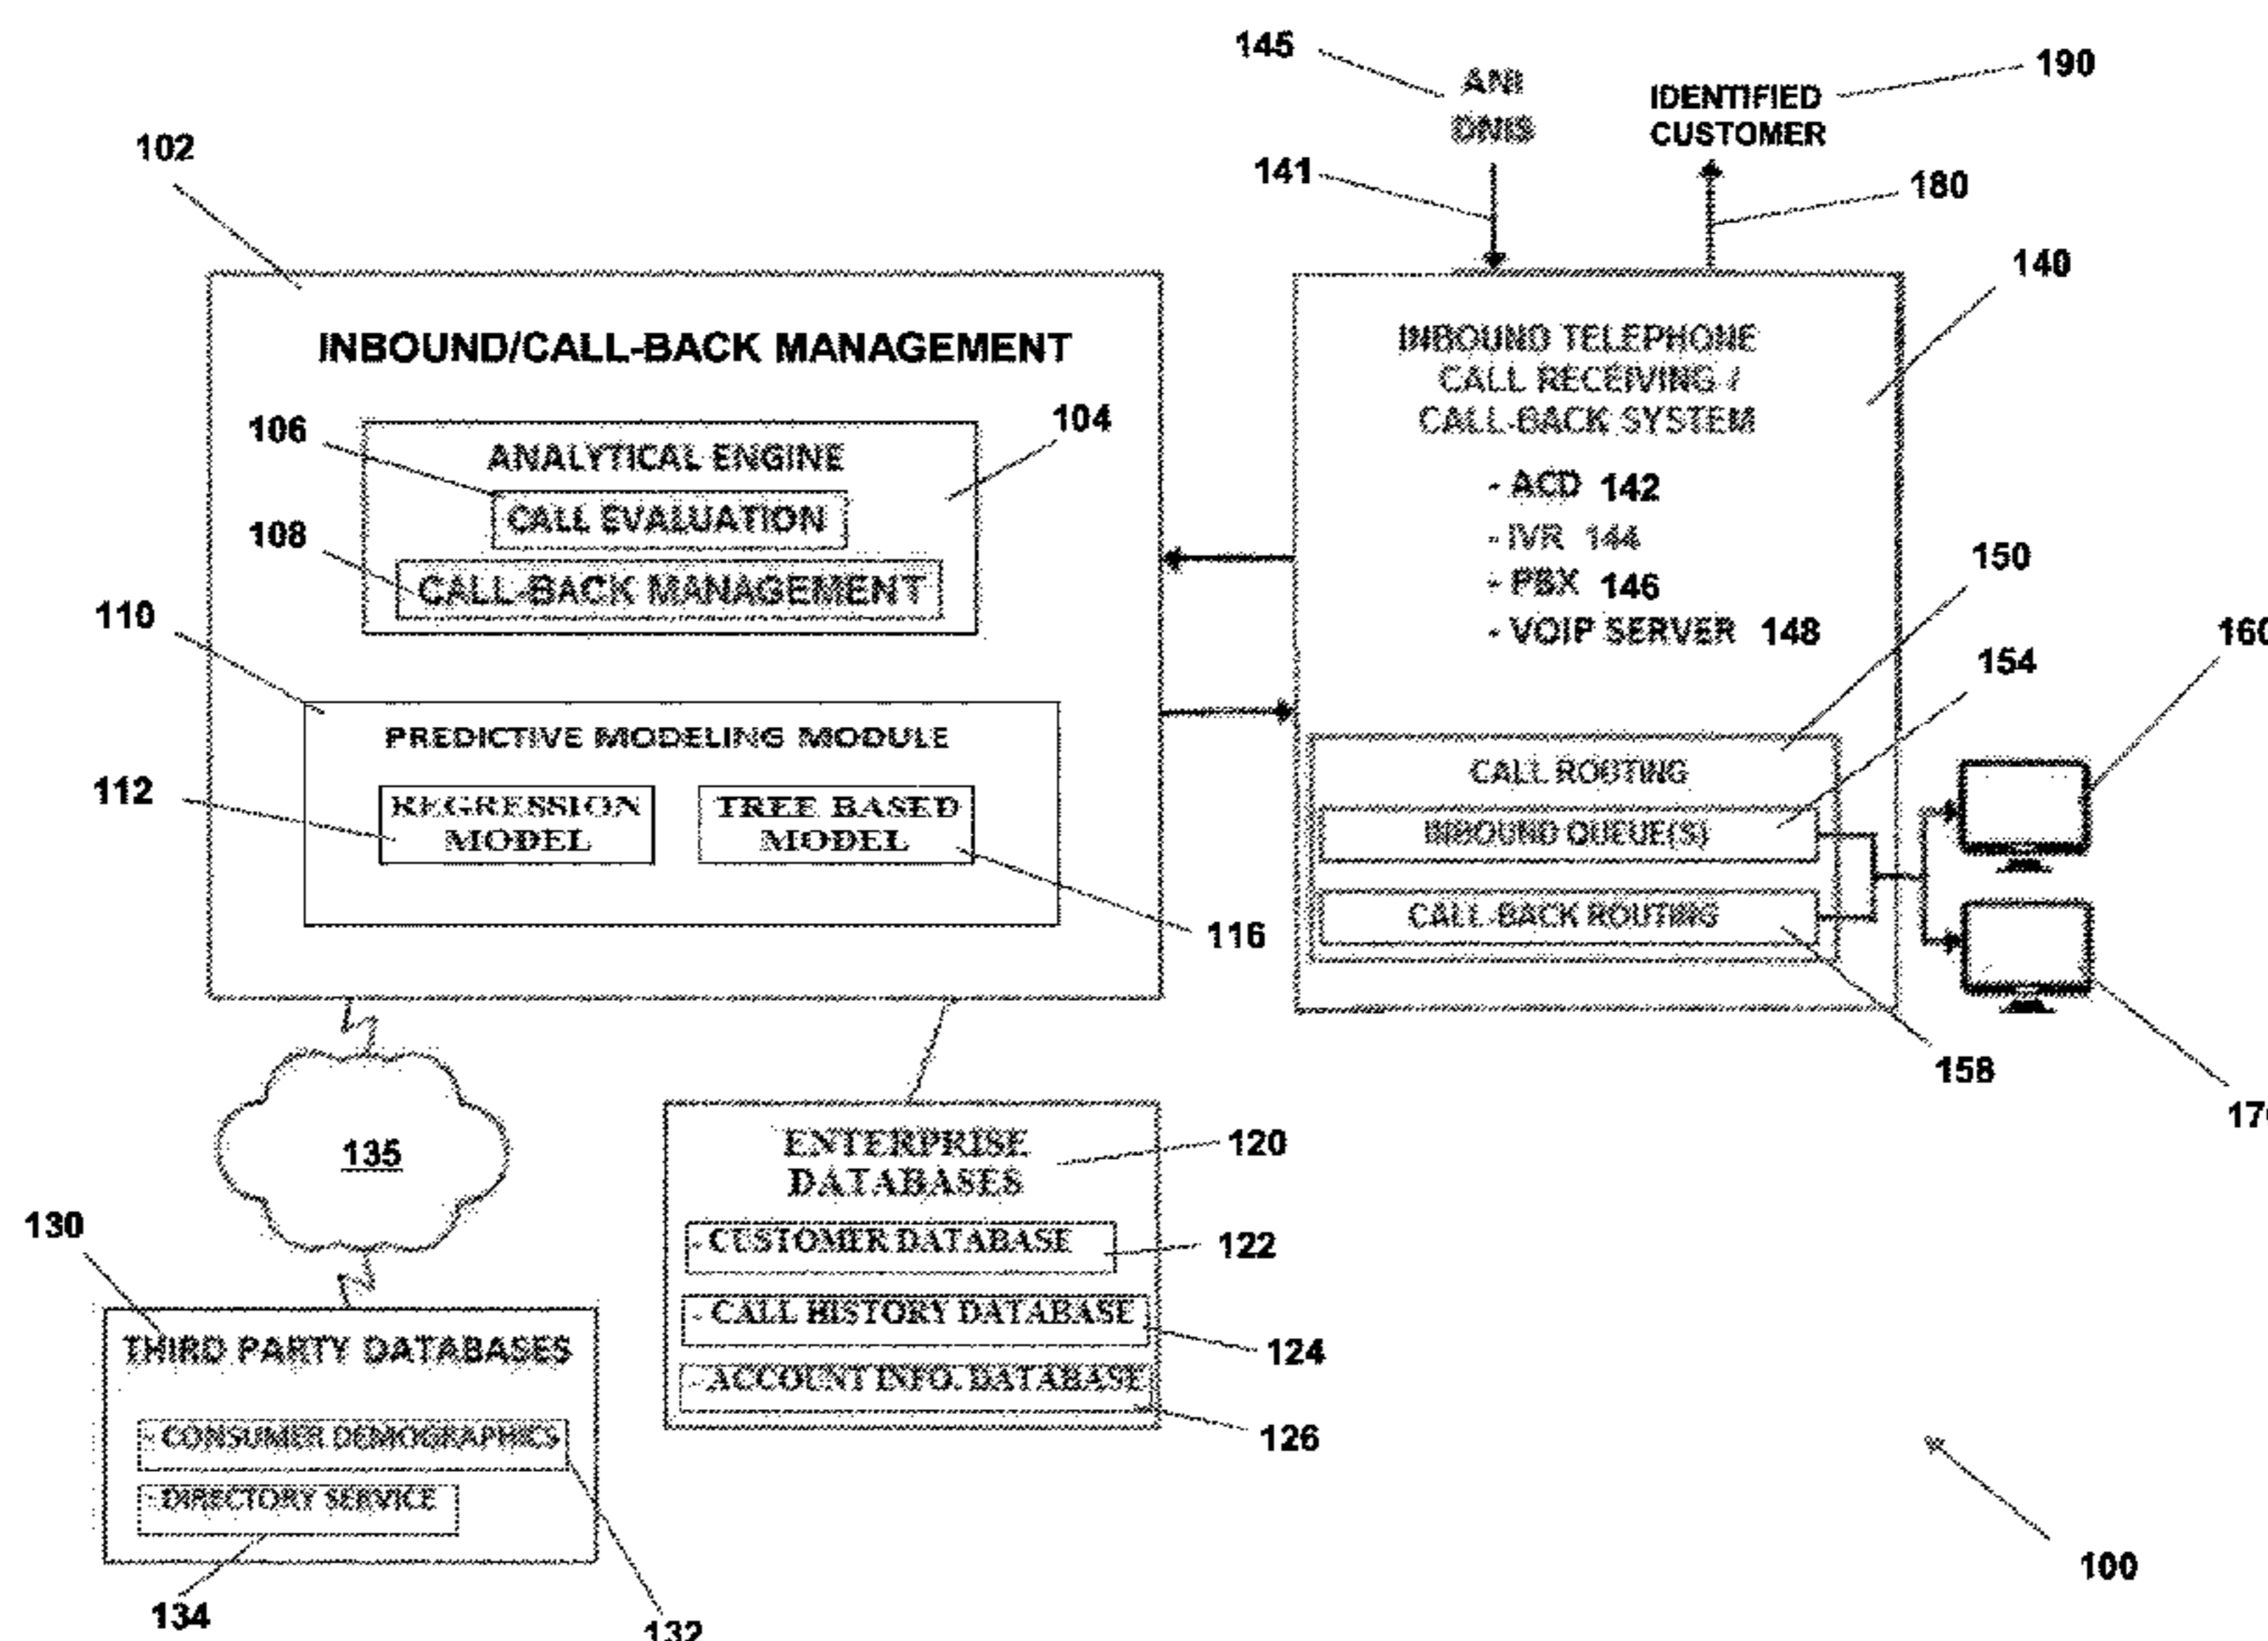 145
ANI
DNIS
IDENTIFIED
CUSTOMER
190
102
141
180
140
INBOUND/CALL-BACK MANAGEMENT
INBOUND TELEPHONE
CALL RECEIVING /
CALL-BACK SYSTEM
106
104
ANALYTICAL ENGINE
CALL EVALUATION
108
CALL-BACK MANAGEMENT
- ACD 142
- IVR 144
- PBX 146
- VOIP SERVER 148
150
154
160
110
PREDICTIVE MODELING MODULE
112
REGRESSION
MODEL
TREE BASED
MODEL
116
CALL ROUTING
INBOUND QUEUE(S)
CALL-BACK ROUTING
158
135
ENTERPRISE
DATABASES
120
- CUSTOMER DATABASE
122
- CALL HISTORY DATABASE
124
- ACCOUNT INFO. DATABASE
126
130
THIRD PARTY DATABASES
- CONSUMER DEMOGRAPHICS
- DIRECTORY SERVICE
134
132
100